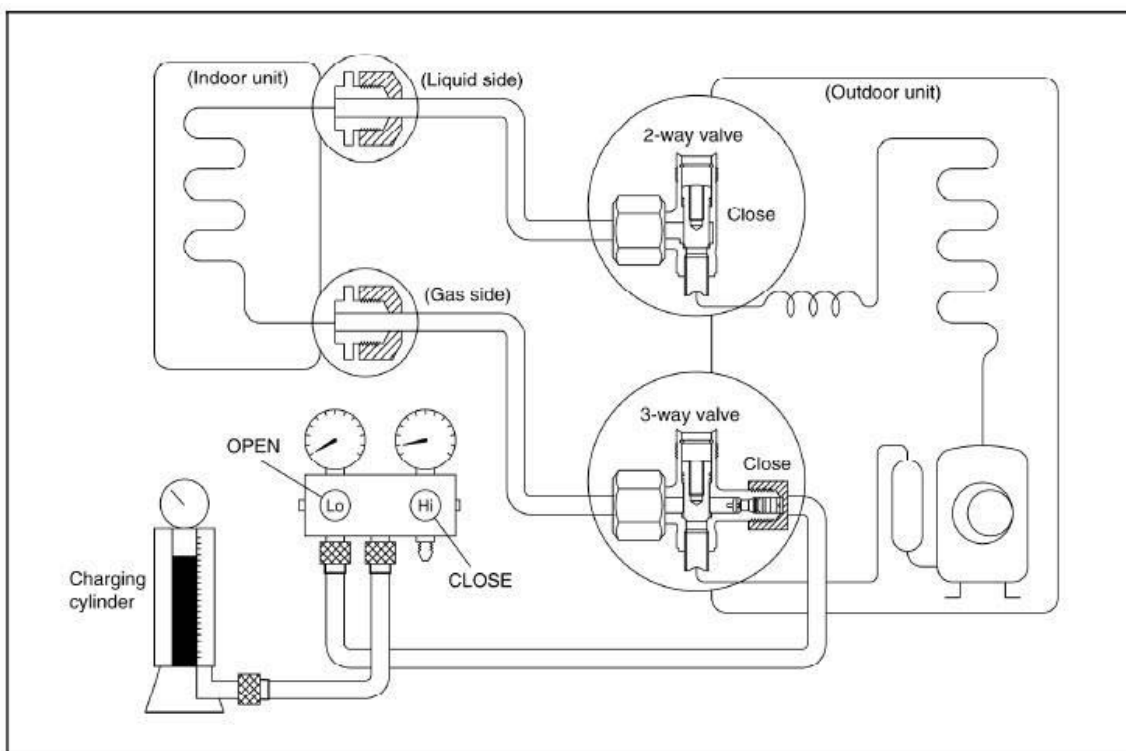 (Indoor unit)
(Liquid side)
(Outdoor unit)
2-way valve
Close
(Gas side)
3-way valve
Close
OPEN
Lo
Hi
CLOSE
Charging
cylinder